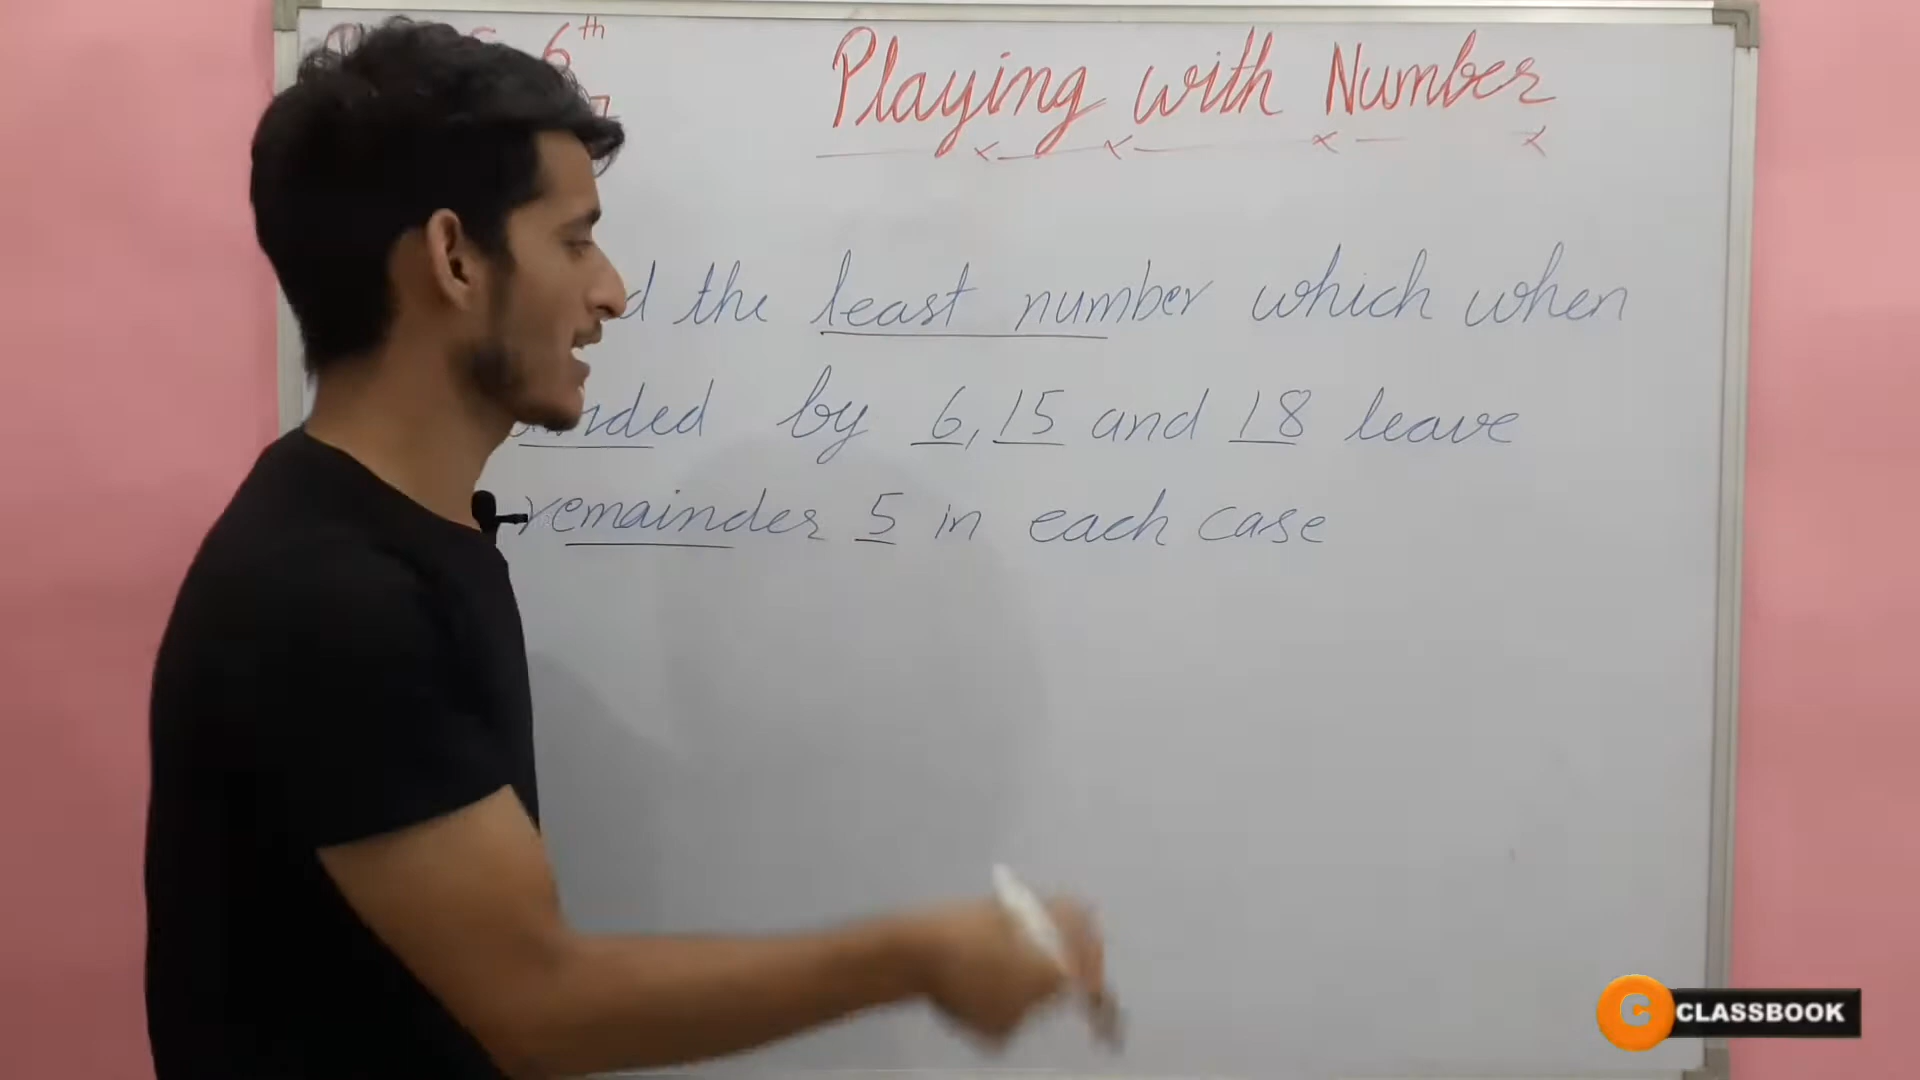 6th
Playing with Number
the least number which when
by 6, 15 and 18 leave
remainder 5 in each case
C CLASSBOOK